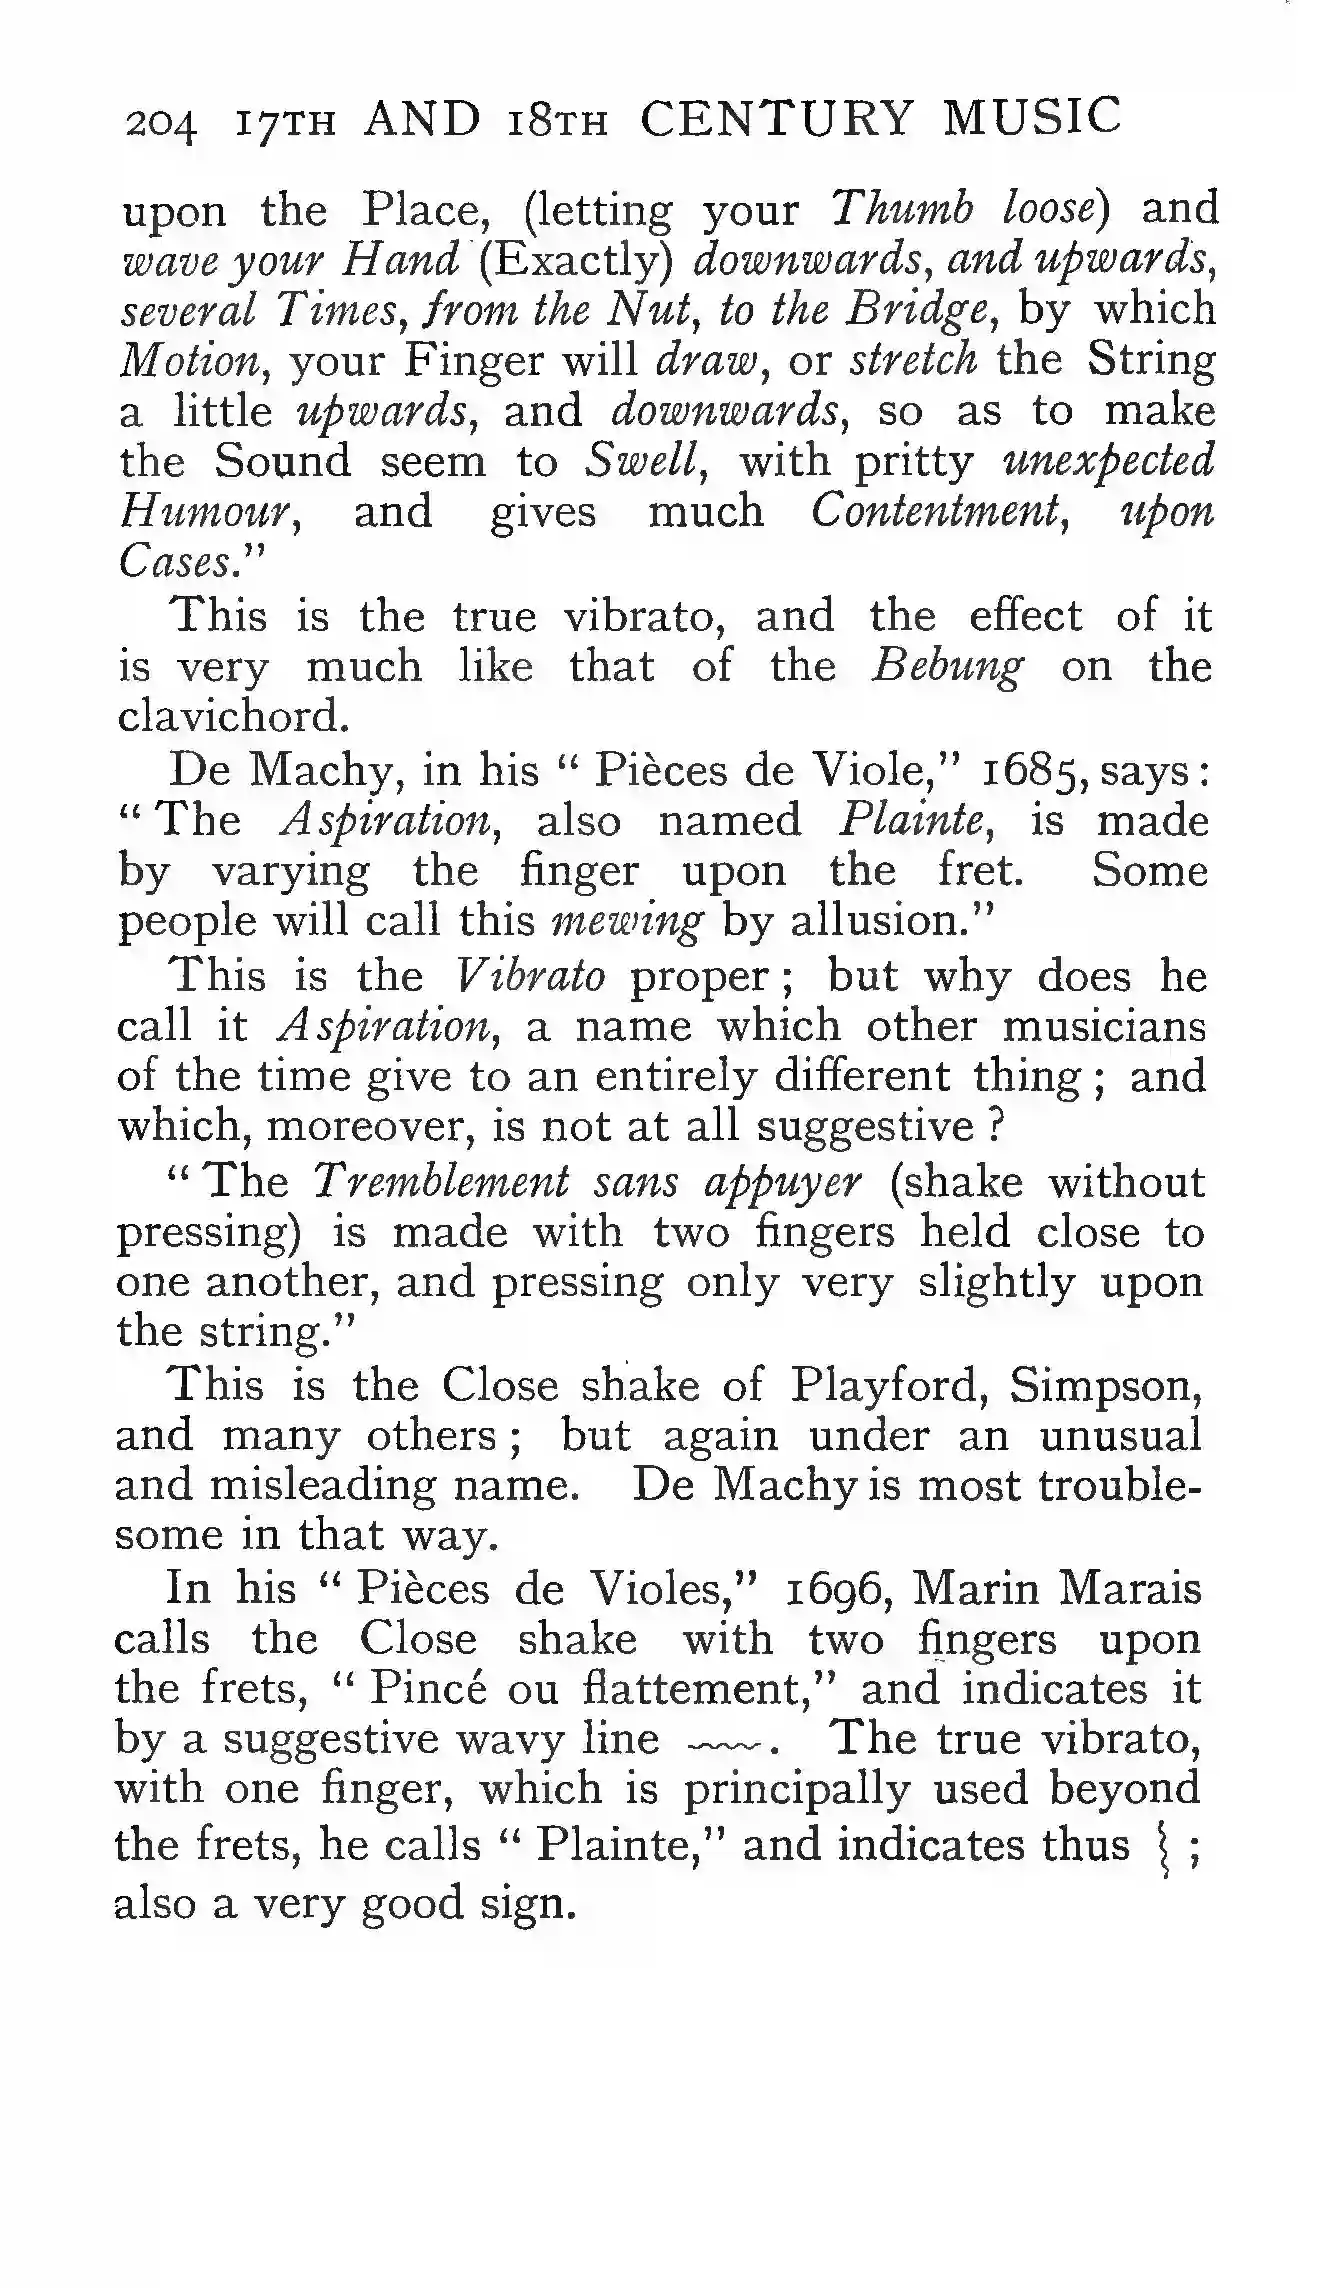 204 17TH AND 18TH CENTURY MUSIC
upon the Place, (letting your Thumb loose) and
wave your Hand (Exactly) downwards, and upwards,
several Times, from the Nut, to the Bridge, by which
Motion, your Finger will draw, or stretch the String
a little upwards, and downwards, so as to make
the Sound seem to Swell, with pritty unexpected
Humour, and gives much Contentment, upon
Cases."
This is the true vibrato, and the effect of it
is very much like that of the Bebung on the
clavichord.
De Machy, in his “ Pièces de Viole,” 1685, says :
“ The Aspiration, also named Plainte, is made
by varying the finger upon the fret. Some
people will call this mewing by allusion.”
This is the Vibrato proper ; but why does he
call it Aspiration, a name which other musicians
of the time give to an entirely different thing ; and
which, moreover, is not at all suggestive ?
“ The Tremblement sans appuyer (shake without
pressing) is made with two fingers held close to
one another, and pressing only very slightly upon
the string.”
This is the Close shake of Playford, Simpson,
and many others ; but again under an unusual
and misleading name. De Machy is most trouble-
some in that way.
In his “ Pièces de Violes,” 1696, Marin Marais
calls the Close shake with two fingers upon
the frets, “ Pincé ou flattement,” and indicates it
by a suggestive wavy line ﹏. The true vibrato,
with one finger, which is principally used beyond
the frets, he calls “ Plainte,” and indicates thus ⌇ ;
also a very good sign.